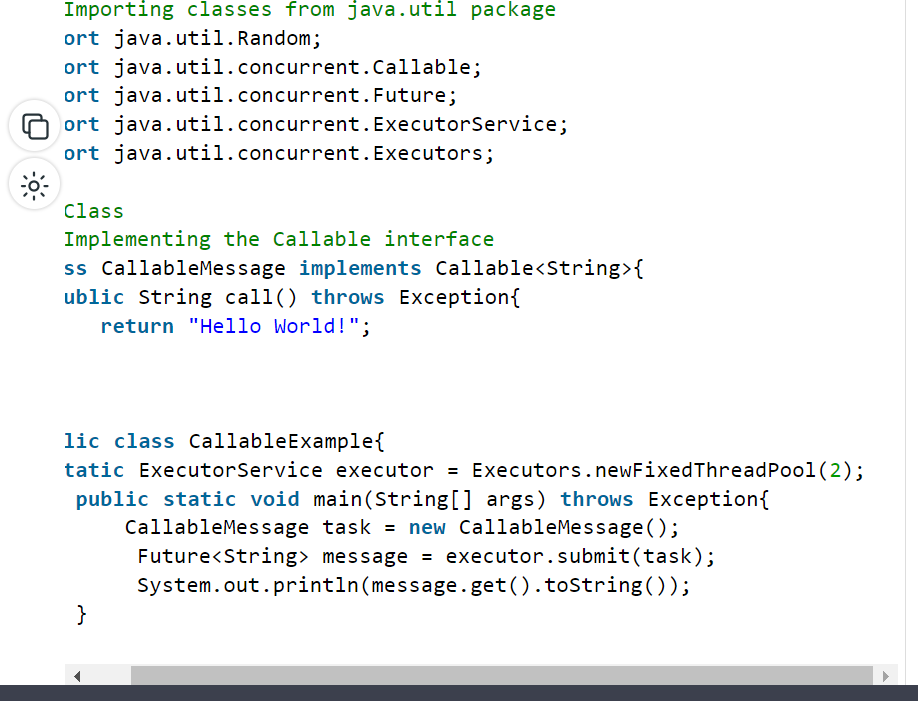 Importing classes from java.util package
ort java.util.Random;
ort java.util.concurrent.Callable;
ort java.util.concurrent.Future;
ort java.util.concurrent.ExecutorService;
ort java.util.concurrent.Executors;
Class
Implementing the Callable interface
ss CallableMessage implements Callable<String>{
ublic String call() throws Exception{
return "Hello World!";
lic class CallableExample{
tatic ExecutorService executor = Executors.newFixedThreadPool(2);
public static void main(String[] args) throws Exception{
CallableMessage task = new CallableMessage();
Future<String> message = executor.submit(task);
System.out.println(message.get().toString());
}